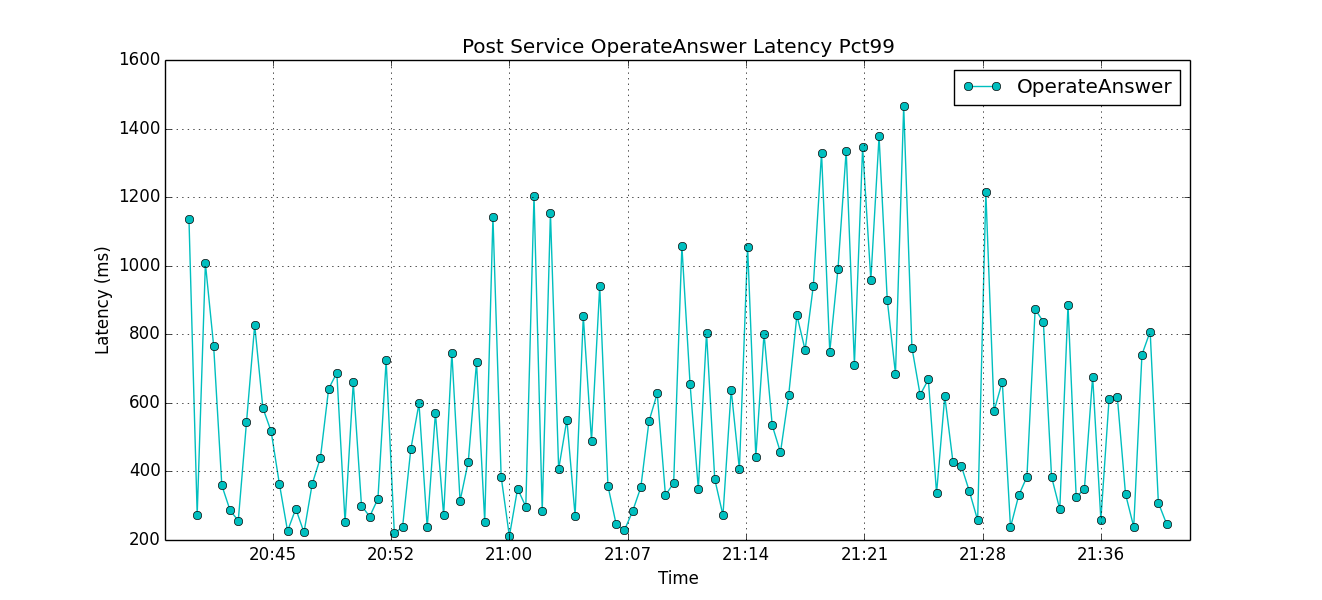 Post Service OperateAnswer Latency Pct99
OperateAnswer
1600
1400
1200
1000
800
600
400
200
Latency (ms)
20:45 20:52 21:00 21:07 21:14 21:21 21:28 21:36
Time